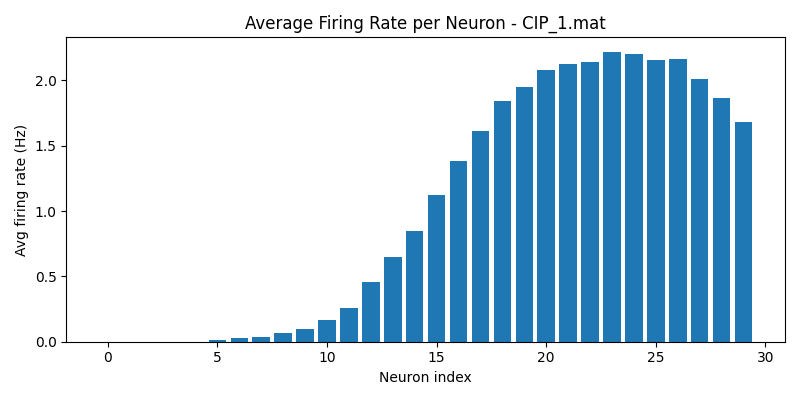 Average Firing Rate per Neuron - CIP_1.mat
Avg firing rate (Hz)
2.0
1.5
1.0
0.5
0.0
0 5 10 15 20 25 30
Neuron index